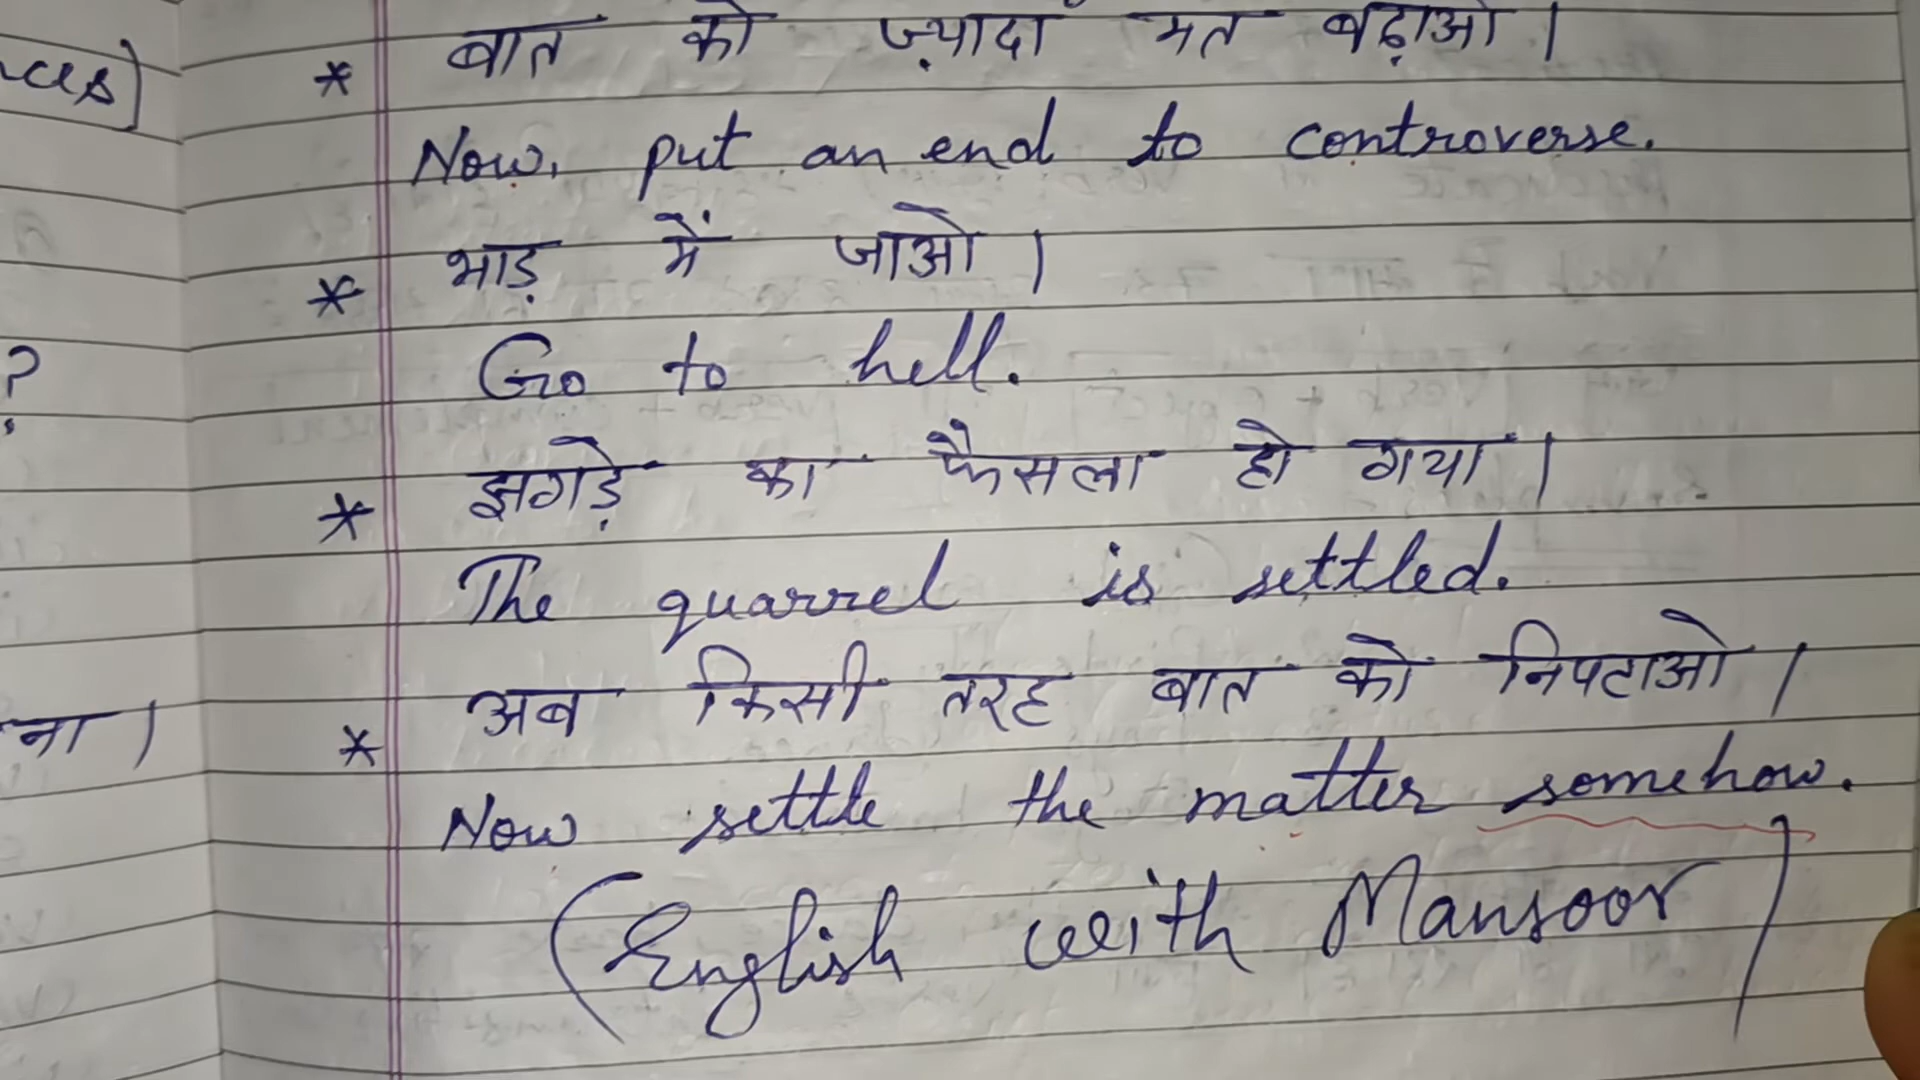 * बात को ज़्यादा मत बढ़ाओ।
Now, put an end to controverse.
* भाड़ में जाओ।
Go to hell.
* झगड़े का फैसला हो गया।
The quarrel is settled.
* अब किसी तरह बात को निपटाओ।
Now settle the matter somehow.
(English with Mansoor)